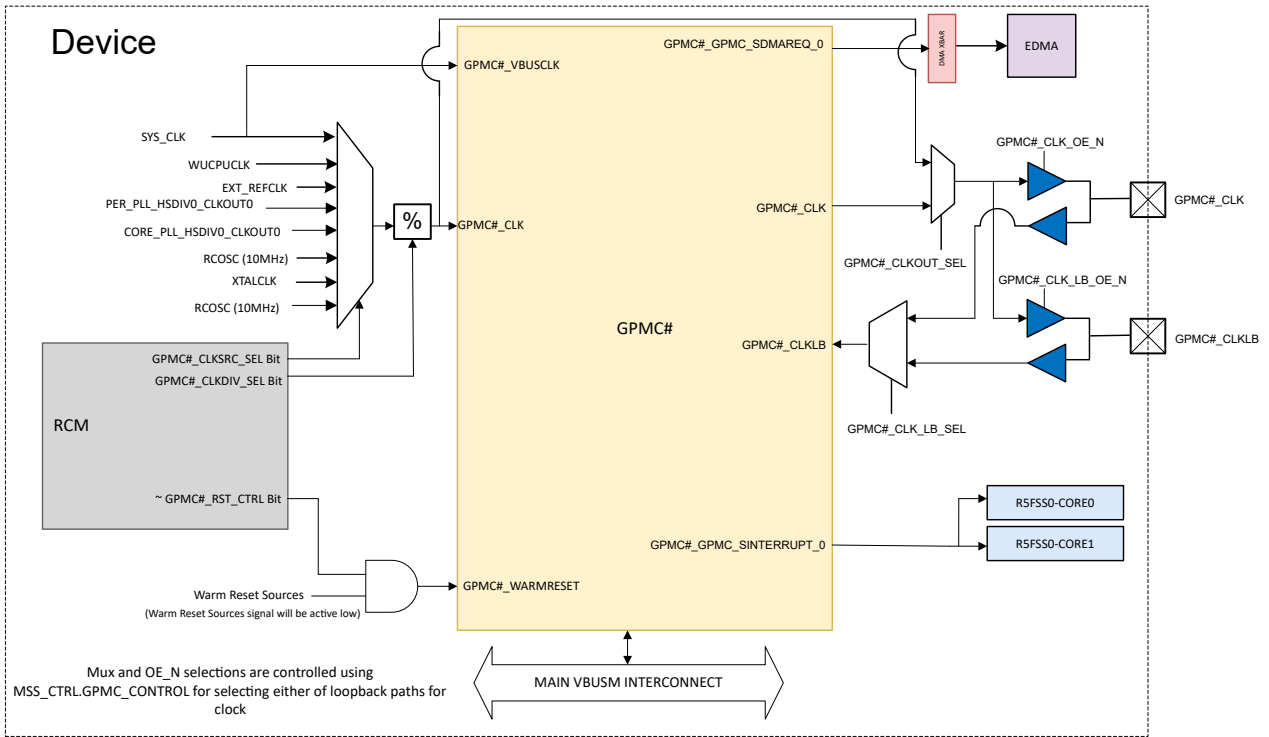 Device
GPMC#_GPMC_SDMAREQ_0
DMA XBAR
EDMA
GPMC#_VBUSCLK
SYS_CLK
WUCPUCLK
EXT_REFCLK
PER_PLL_HSDIV0_CLKOUT0
CORE_PLL_HSDIV0_CLKOUT0
RCOSC (10MHz)
XTALCLK
RCOSC (10MHz)
%
GPMC#_CLK
GPMC#_CLK
GPMC#_CLK_OE_N
GPMC#_CLK
GPMC#_CLKOUT_SEL
GPMC#_CLK_LB_OE_N
GPMC#
GPMC#_CLKLB
GPMC#_CLKLB
GPMC#_CLK_LB_SEL
GPMC#_CLKSRC_SEL Bit
GPMC#_CLKDIV_SEL Bit
RCM
~ GPMC#_RST_CTRL Bit
R5FSS0-CORE0
GPMC#_GPMC_SINTERRUPT_0
R5FSS0-CORE1
GPMC#_WARMRESET
Warm Reset Sources
(Warm Reset Sources signal will be active low)
Mux and OE_N selections are controlled using
MSS_CTRL.GPMC_CONTROL for selecting either of loopback paths for
clock
MAIN VBUSM INTERCONNECT